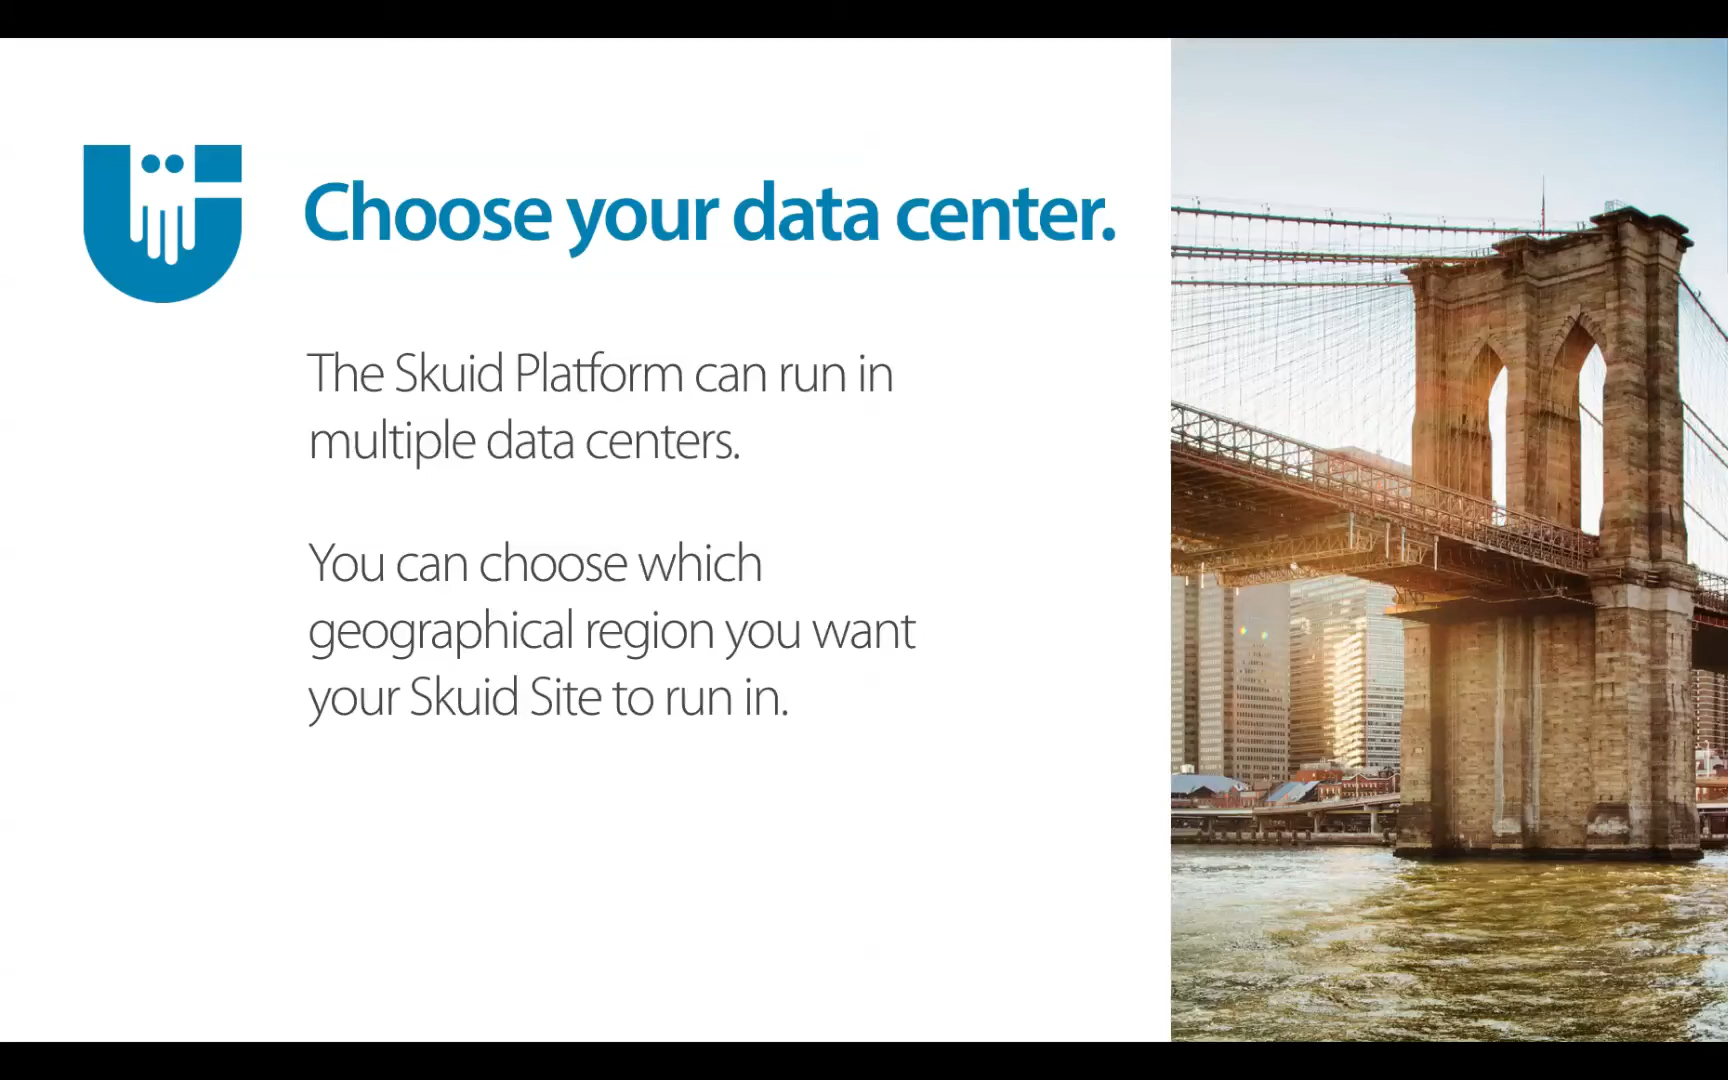 Choose your data center.
The Skuid Platform can run in
multiple data centers.
You can choose which
geographical region you want
your Skuid Site to run in.